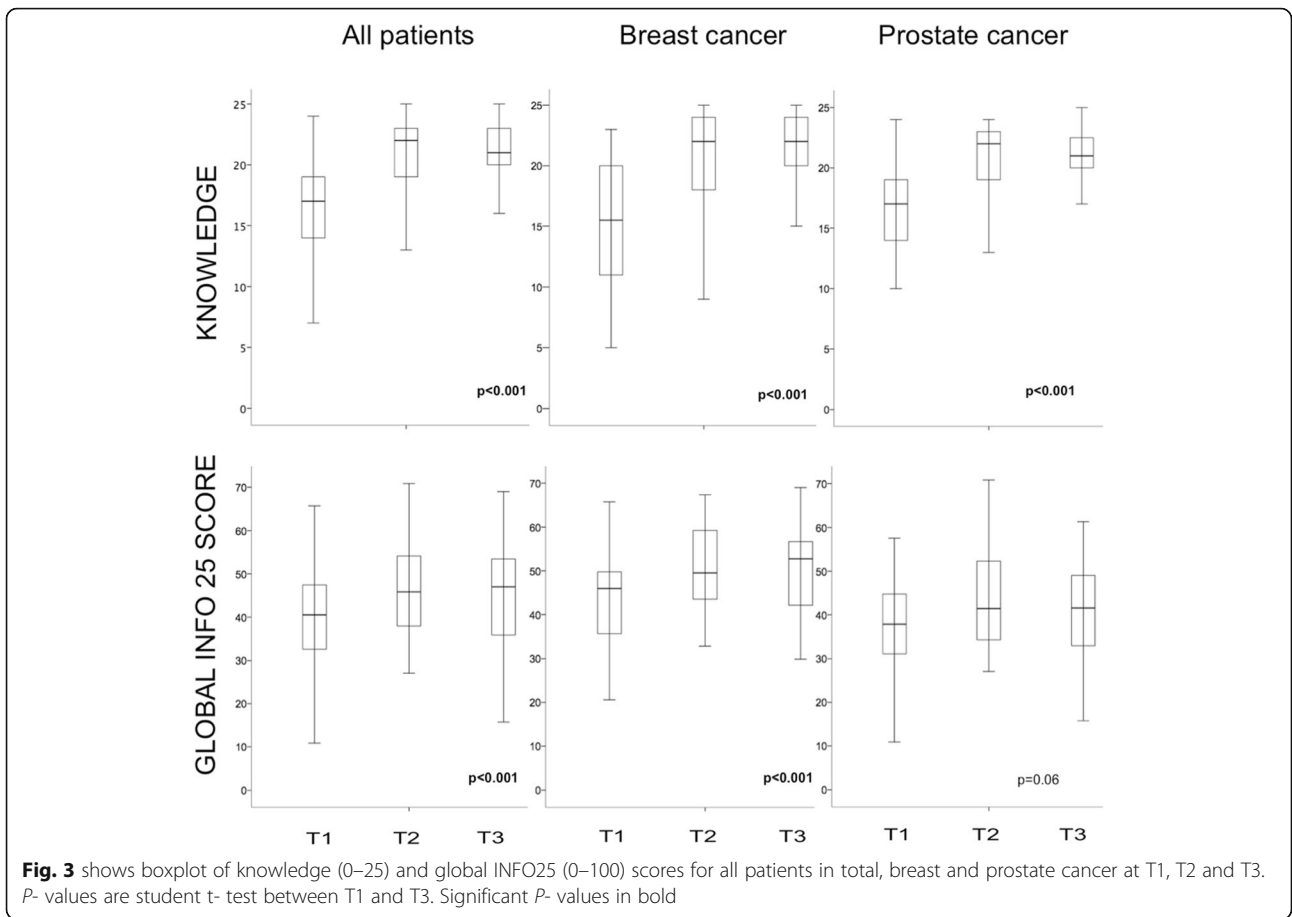 All patients Breast cancer Prostate cancer
KNOWLEDGE
25 25 25
20 20 20
15 15 15
10 10 10
5 5 5
0 0 0
p<0.001 p<0.001 p<0.001
GLOBAL INFO 25 SCORE
70 70 70
60 60 60
50 50 50
40 40 40
30 30 30
20 20 20
10 10 10
0 0 0
p<0.001 p<0.001 p=0.06
T1 T2 T3 T1 T2 T3 T1 T2 T3
Fig. 3 shows boxplot of knowledge (0–25) and global INFO25 (0–100) scores for all patients in total, breast and prostate cancer at T1, T2 and T3.
P- values are student t- test between T1 and T3. Significant P- values in bold